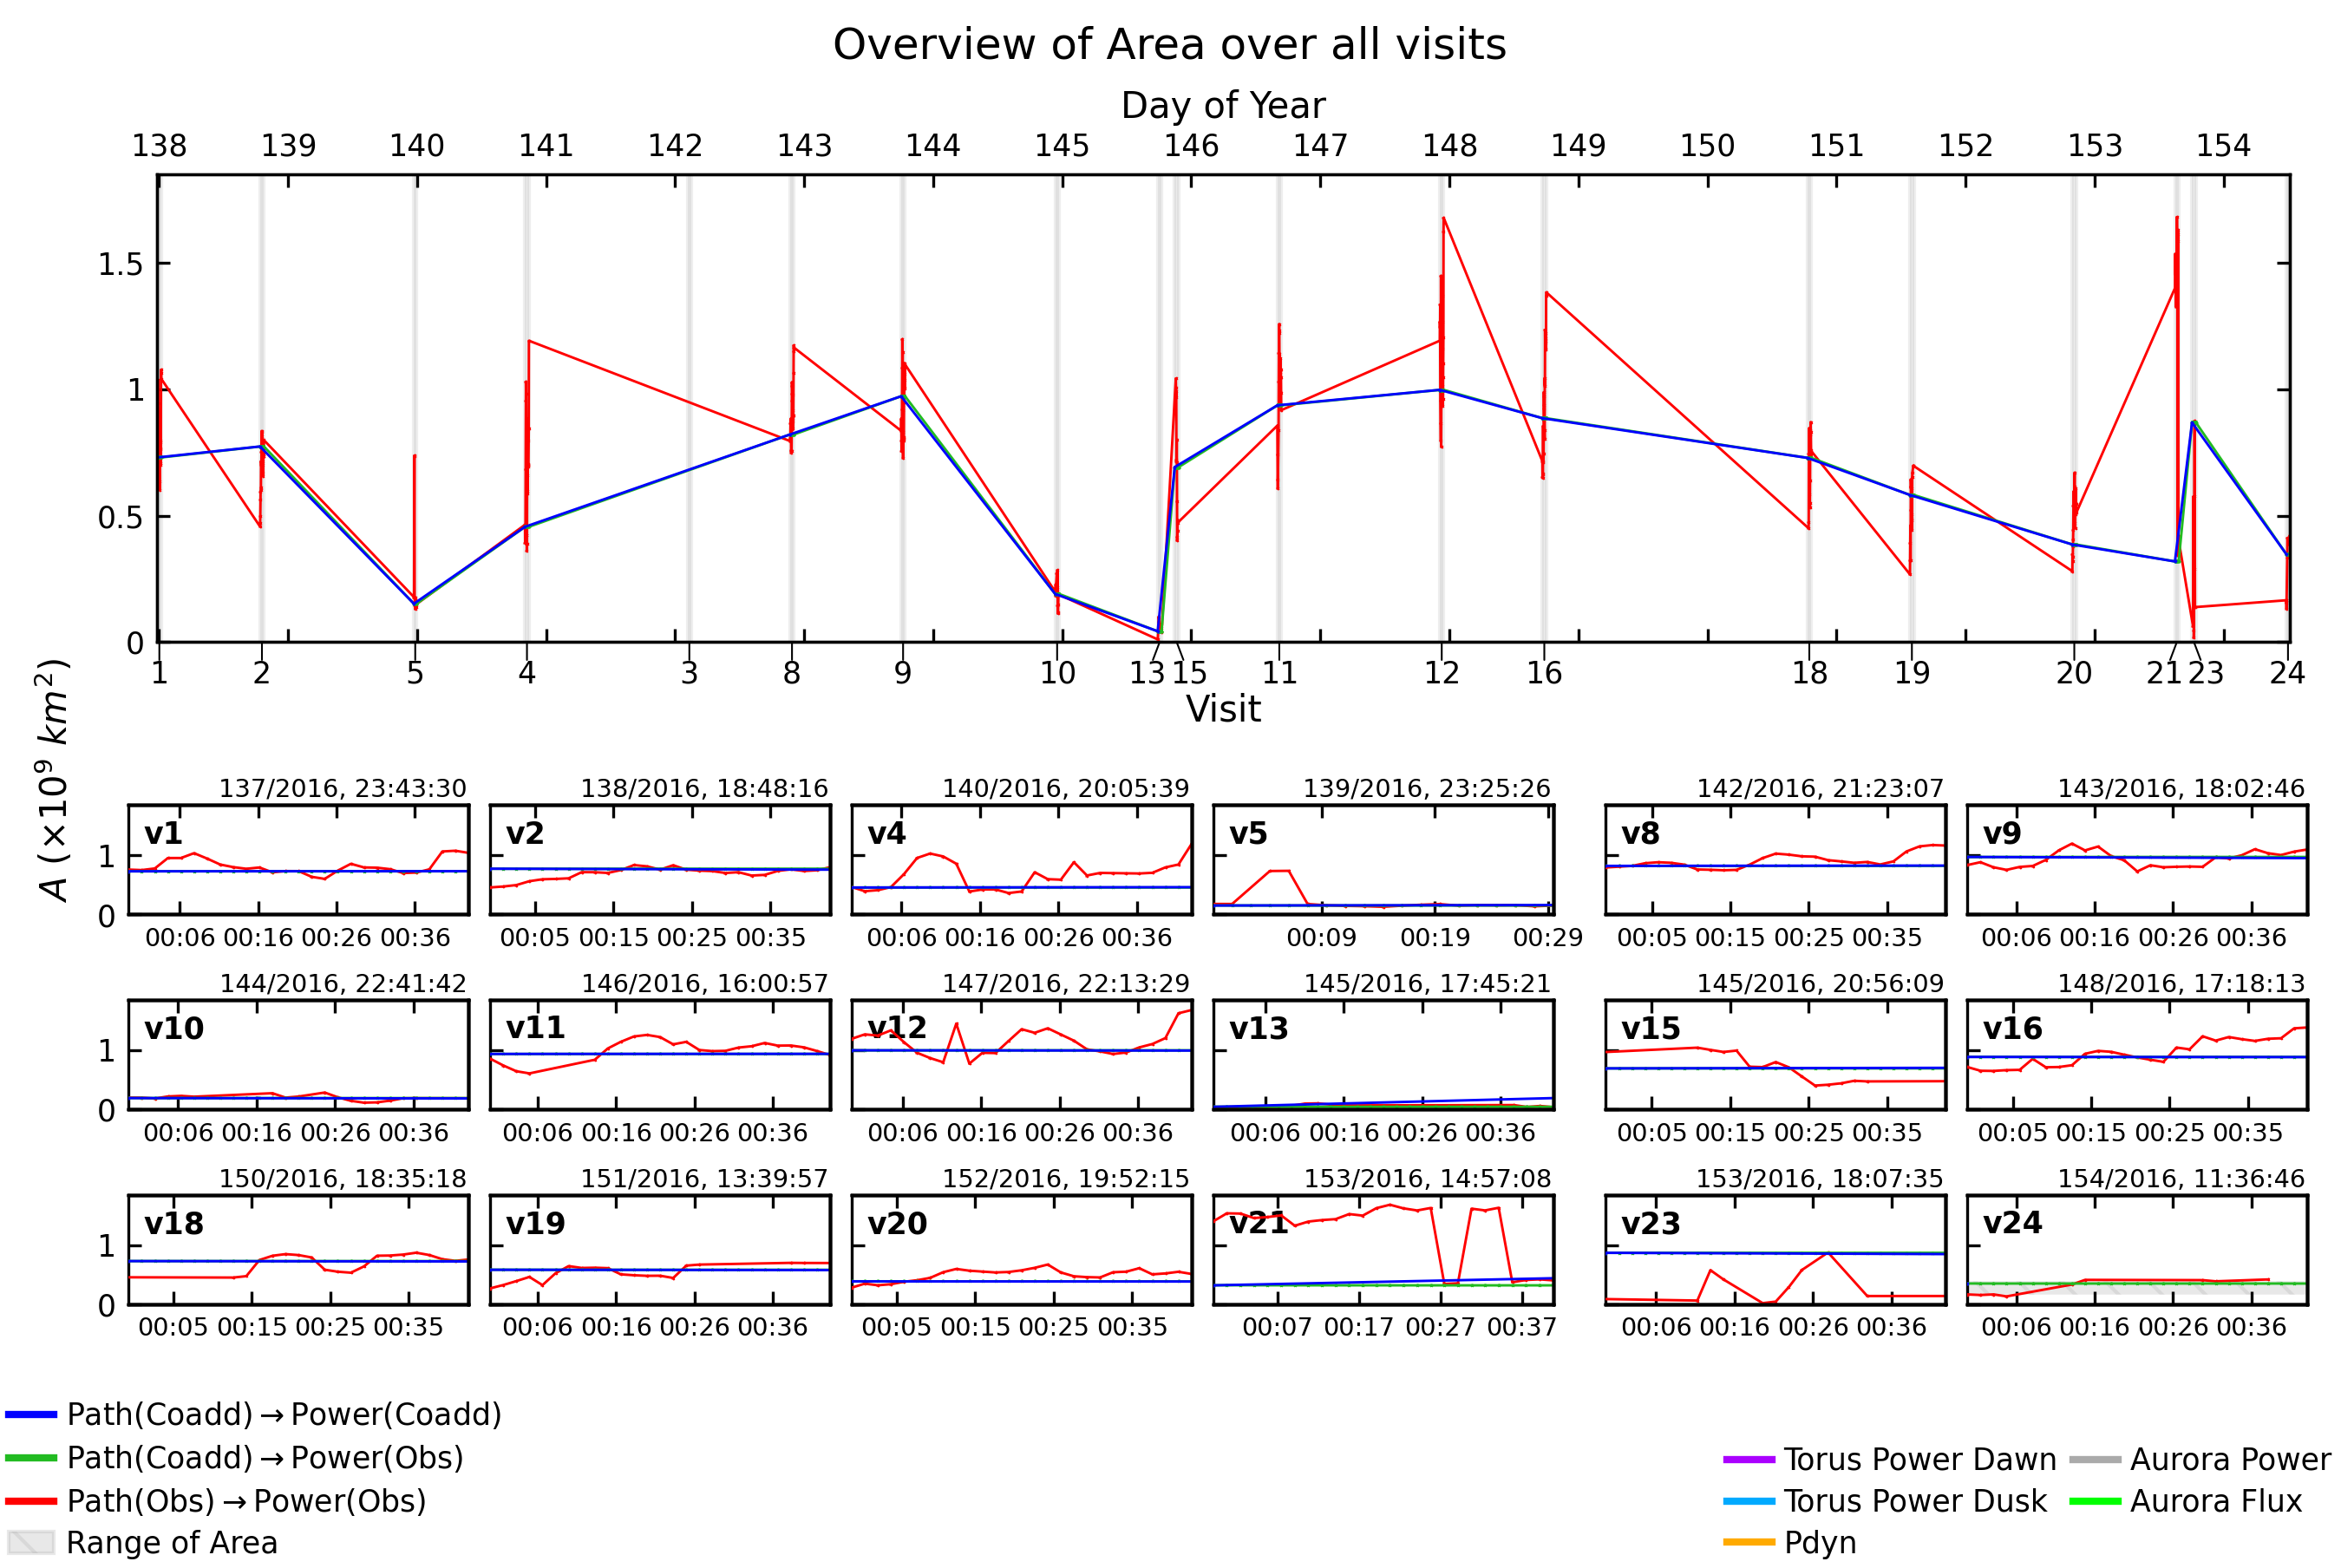 Overview of Area over all visits
Day of Year
138 139 140 141 142 143 144 145 146 147 148 149 150 151 152 153 154
1.5
1
0.5
0
1 2 5 4 3 8 9 10 13 15 11 12 16 18 19 20 21 23 24
Visit
A (×10⁹ km²)
137/2016, 23:43:30 138/2016, 18:48:16 140/2016, 20:05:39 139/2016, 23:25:26 142/2016, 21:23:07 143/2016, 18:02:46
v1 v2 v4 v5 v8 v9
1
0
00:06 00:16 00:26 00:36 00:05 00:15 00:25 00:35 00:06 00:16 00:26 00:36 00:09 00:19 00:29 00:05 00:15 00:25 00:35 00:06 00:16 00:26 00:36
144/2016, 22:41:42 146/2016, 16:00:57 147/2016, 22:13:29 145/2016, 17:45:21 145/2016, 20:56:09 148/2016, 17:18:13
v10 v11 v12 v13 v15 v16
1
0
00:06 00:16 00:26 00:36 00:06 00:16 00:26 00:36 00:06 00:16 00:26 00:36 00:06 00:16 00:26 00:36 00:05 00:15 00:25 00:35 00:05 00:15 00:25 00:35
150/2016, 18:35:18 151/2016, 13:39:57 152/2016, 19:52:15 153/2016, 14:57:08 153/2016, 18:07:35 154/2016, 11:36:46
v18 v19 v20 v21 v23 v24
1
0
00:05 00:15 00:25 00:35 00:06 00:16 00:26 00:36 00:05 00:15 00:25 00:35 00:07 00:17 00:27 00:37 00:06 00:16 00:26 00:36 00:06 00:16 00:26 00:36
Path(Coadd)→Power(Coadd)
Path(Coadd)→Power(Obs)
Path(Obs)→Power(Obs)
Range of Area
Torus Power Dawn Aurora Power
Torus Power Dusk Aurora Flux
Pdyn